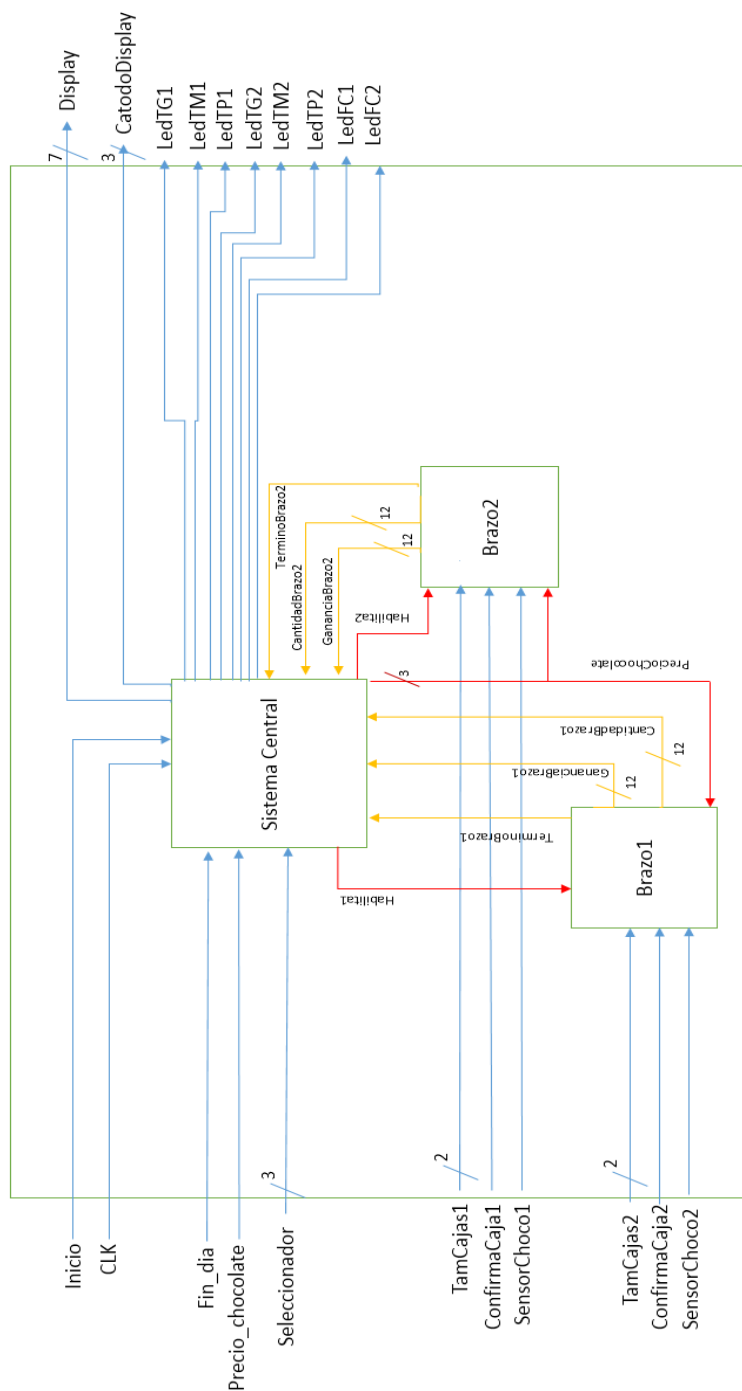 Inicio
CLK
Fin_dia
Precio_chocolate
3
Seleccionador
2
TamCajas1
ConfirmaCaja1
SensorChoco1
2
TamCajas2
ConfirmaCaja2
SensorChoco2
Sistema Central
Brazo1
Brazo2
Habilita1
TerminoBrazo1
GananciaBrazo1
12
CantidadBrazo1
12
PrecioChocolate
3
Habilita2
TerminoBrazo2
CantidadBrazo2
12
GananciaBrazo2
12
7
Display
3
CatodoDisplay
LedTG1
LedTM1
LedTP1
LedTG2
LedTM2
LedTP2
LedFC1
LedFC2